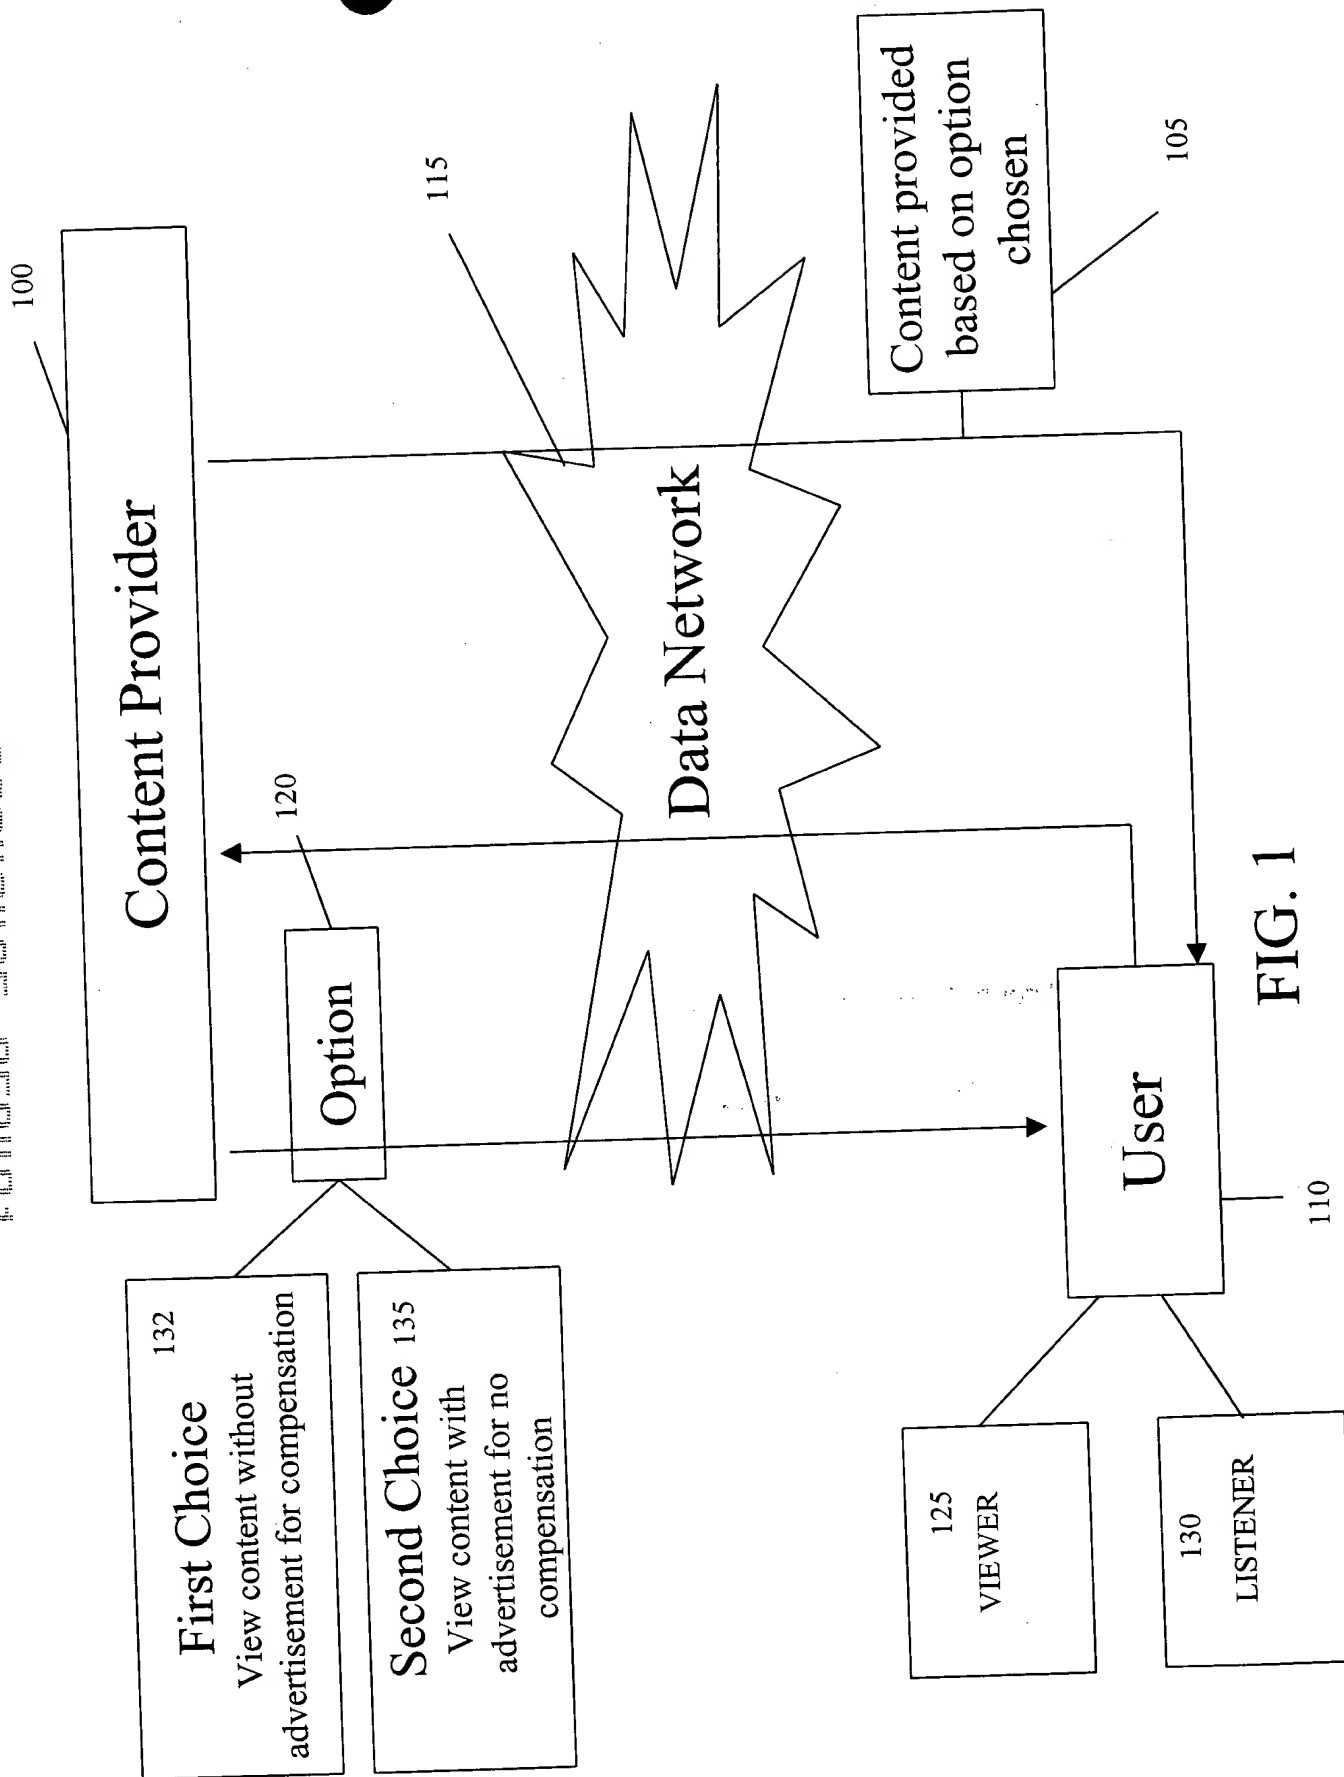 100
Content Provider
115
First Choice 132
View content without
advertisement for compensation
Option
120
Second Choice 135
View content with
advertisement for no
compensation
Data Network
Content provided
based on option
chosen
105
125
VIEWER
User
110
130
LISTENER
FIG. 1